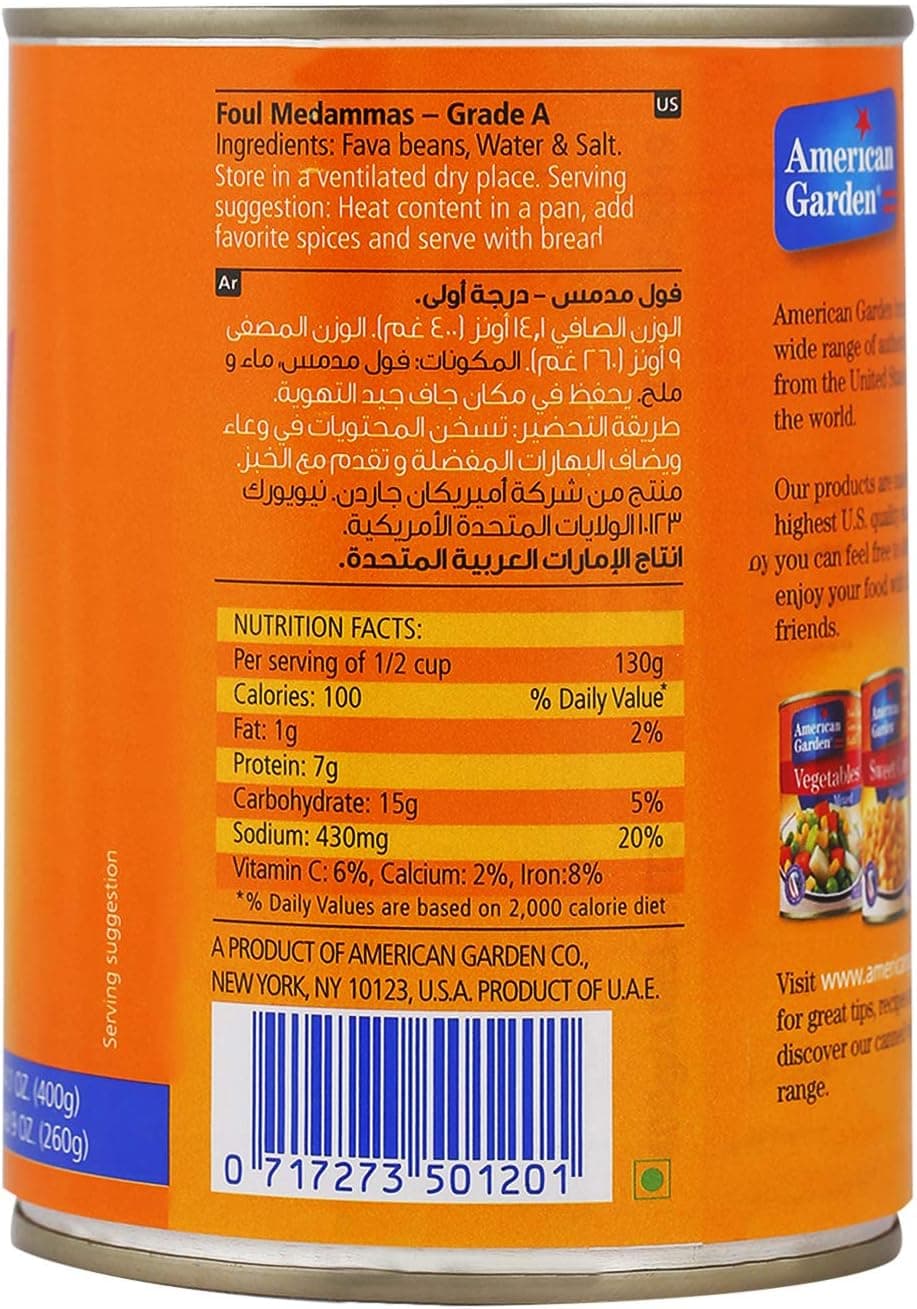 Foul Medammas – Grade A
US
Ingredients: Fava beans, Water & Salt.
Store in a ventilated dry place. Serving
suggestion: Heat content in a pan, add
favorite spices and serve with bread
Ar
فول مدمس – درجة أولى.
الوزن الصافي ١٤,١ أونز (٤٠٠ غم). الوزن المصفى
٩ أونز (٢٦٠ غم). المكونات: فول مدمس، ماء و
ملح. يحفظ في مكان جاف جيد التهوية.
طريقة التحضير: تسخن المحتويات في وعاء
ويضاف البهارات المفضلة و تقدم مع الخبز.
منتج من شركة أميريكان جاردن. نيويورك
١٠١٢٣ الولايات المتحدة الأمريكية.
انتاج الإمارات العربية المتحدة.
NUTRITION FACTS:
Per serving of 1/2 cup 130g
Calories: 100 % Daily Value*
Fat: 1g 2%
Protein: 7g
Carbohydrate: 15g 5%
Sodium: 430mg 20%
Vitamin C: 6%, Calcium: 2%, Iron:8%
*% Daily Values are based on 2,000 calorie diet
A PRODUCT OF AMERICAN GARDEN CO.,
NEW YORK, NY 10123, U.S.A. PRODUCT OF U.A.E.
0 717273 501201
Serving suggestion
OZ. (400g)
9 OZ. (260g)
American
Garden
American Garden
wide range of
from the United
the world.
Our products are
highest U.S. quality
by you can feel free
enjoy your food
friends.
American
Garden
Vegetables
Mixed
American
Garden
Sweet
Visit www.american
for great tips, recipes
discover our canned
range.